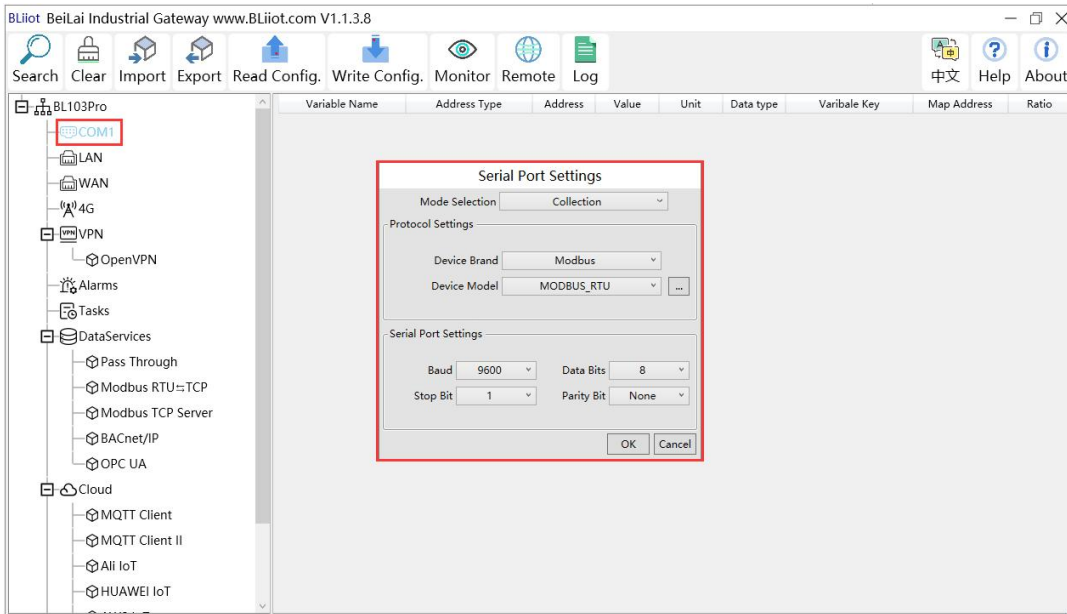 BLiiot BeiLai Industrial Gateway www.BLiiot.com V1.1.3.8
Search Clear Import Export Read Config. Write Config. Monitor Remote Log 中文 Help About
BL103Pro
COM1
LAN
WAN
4G
VPN
OpenVPN
Alarms
Tasks
DataServices
Pass Through
Modbus RTU⇆TCP
Modbus TCP Server
BACnet/IP
OPC UA
Cloud
MQTT Client
MQTT Client II
Ali IoT
HUAWEI IoT
Variable Name Address Type Address Value Unit Data type Varibale Key Map Address Ratio
Serial Port Settings
Mode Selection Collection
Protocol Settings
Device Brand Modbus
Device Model MODBUS_RTU ...
Serial Port Settings
Baud 9600 Data Bits 8
Stop Bit 1 Parity Bit None
OK Cancel